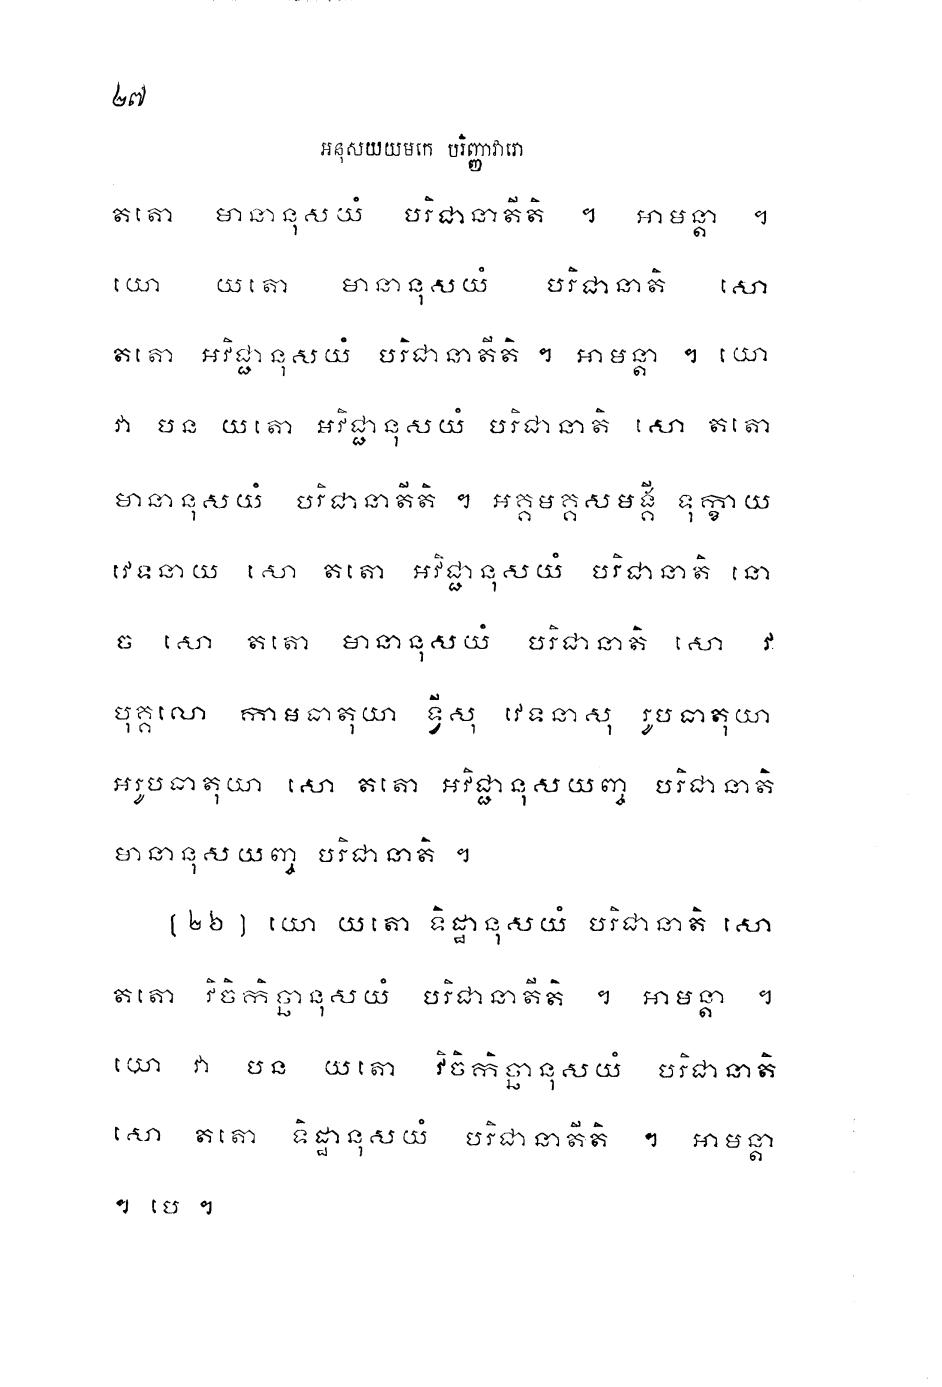 ២៧
អនុសយយមកេ បរិញ្ញាវារោ
តតោ មានានុសយំ បរិជានាតីតិ ។ អាមន្តា ។
យោ យតោ មានានុសយំ បរិជានាតិ សោ
តតោ អវិជ្ជានុសយំ បរិជានាតីតិ ។ អាមន្តា ។ យោ
វា បន យតោ អវិជ្ជានុសយំ បរិជានាតិ សោ តតោ
មានានុសយំ បរិជានាតីតិ ។ អគ្គមគ្គសមង្គី ទុក្ខាយ
វេទនាយ សោ តតោ អវិជ្ជានុសយំ បរិជានាតិ នោ
ច សោ តតោ មានានុសយំ បរិជានាតិ សោ វ
បុគ្គលោ កាមធាតុយា ទ្វីសុ វេទនាសុ រូបធាតុយា
អរូបធាតុយា សោ តតោ អវិជ្ជានុសយញ្ច បរិជានាតិ
មានានុសយញ្ច បរិជានាតិ ។
(២៦) យោ យតោ ទិដ្ឋានុសយំ បរិជានាតិ សោ
តតោ វិចិកិច្ឆានុសយំ បរិជានាតីតិ ។ អាមន្តា ។
យោ វា បន យតោ វិចិកិច្ឆានុសយំ បរិជានាតិ
សោ តតោ ទិដ្ឋានុសយំ បរិជានាតីតិ ។ អាមន្តា
។ បេ ។